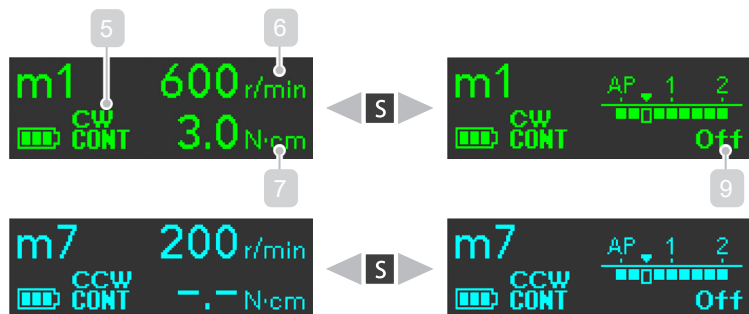 5 6
m1 600 r/min
CW
CONT 3.0 N·cm
7
S
m1 AP 1 2
CW
CONT Off
9
m7 200 r/min
CCW
CONT -.- N·cm
S
m7 AP 1 2
CCW
CONT Off